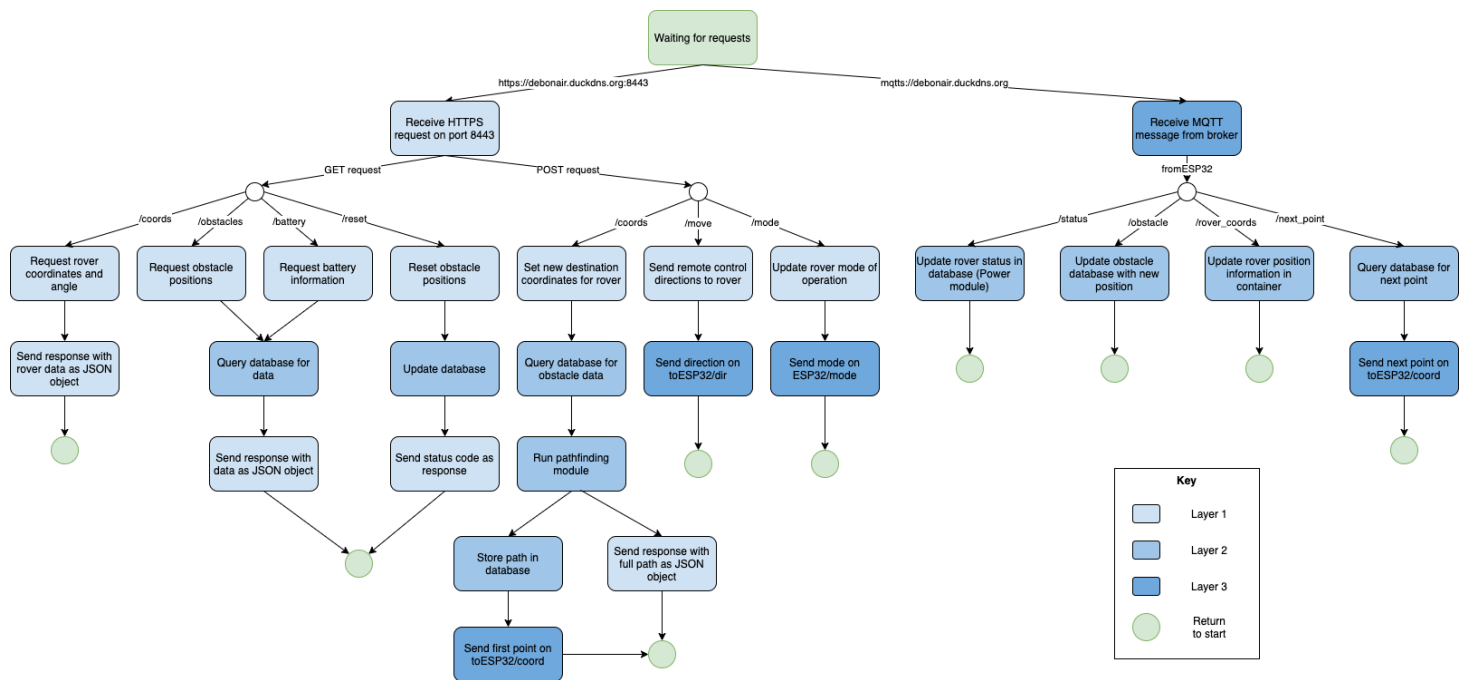 Waiting for requests
https://debonair.duckdns.org:8443
mqtts://debonair.duckdns.org
Receive HTTPS
request on port 8443
Receive MQTT
message from broker
GET request
POST request
fromESP32
/coords
/obstacles
/battery
/reset
/coords
/move
/mode
/status
/obstacle
/rover_coords
/next_point
Request rover
coordinates and
angle
Request obstacle
positions
Request battery
information
Reset obstacle
positions
Set new destination
coordinates for rover
Send remote control
directions to rover
Update rover mode of
operation
Update rover status in
database (Power
module)
Update obstacle
database with new
position
Update rover position
information in
container
Query database for
next point
Send response with
rover data as JSON
object
Query database for
data
Update database
Query database for
obstacle data
Send direction on
toESP32/dir
Send mode on
ESP32/mode
Send next point on
toESP32/coord
Send response with
data as JSON object
Send status code as
response
Run pathfinding
module
Store path in
database
Send response with
full path as JSON
object
Send first point on
toESP32/coord
Key
Layer 1
Layer 2
Layer 3
Return
to start